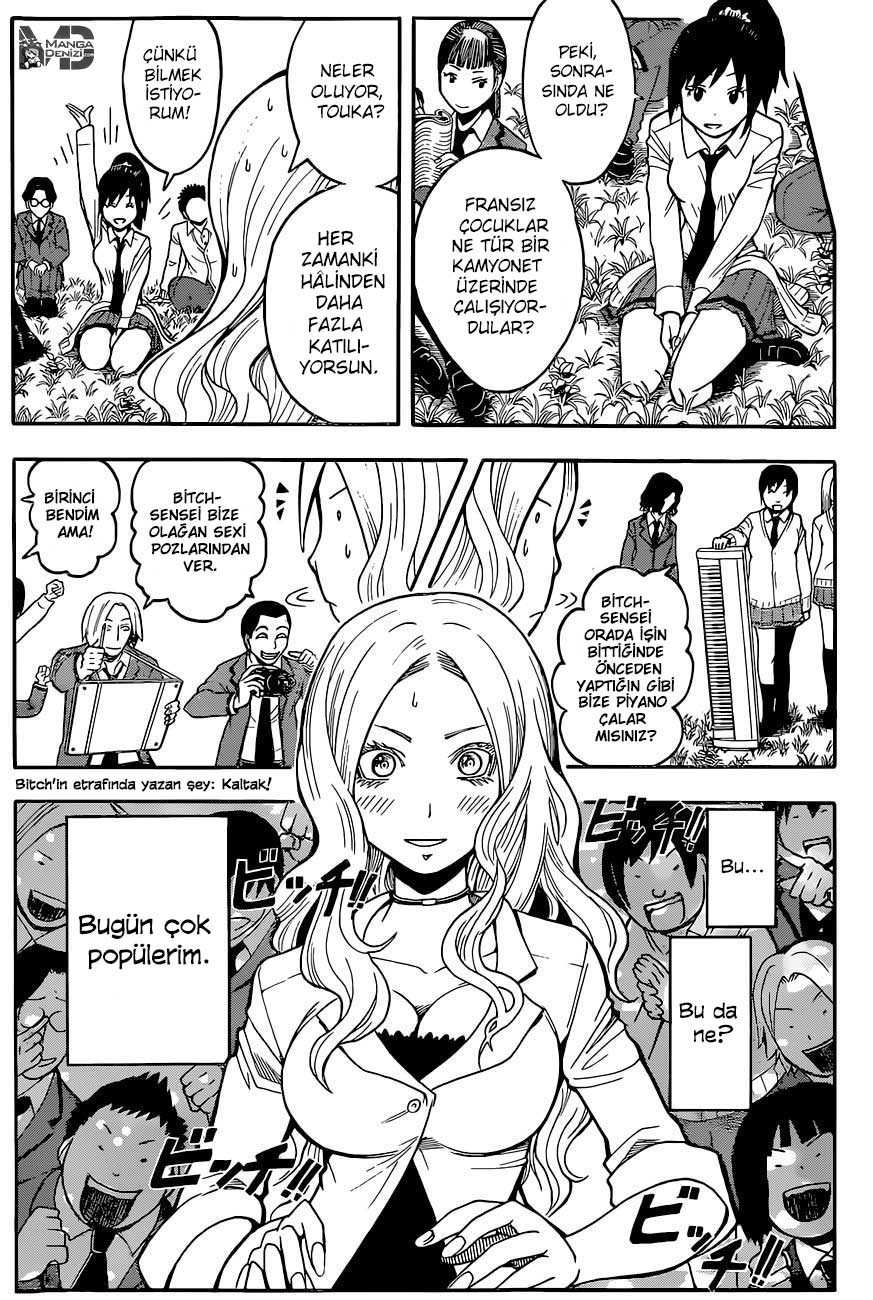 PEKİ,
SONRA-
SINDA NE
OLDU?
FRANSIZ
ÇOCUKLAR
NE TÜR BİR
KAMYONET
ÜZERİNDE
ÇALIŞIYOR-
DULAR?
NELER
OLUYOR,
TOUKA?
HER
ZAMANKİ
HÂLİNDEN
DAHA
FAZLA
KATILI-
YORSUN.
ÇÜNKÜ
BİLMEK
İSTİYO-
RUM!
MANGA
DENİZİ.com
BITCH-
SENSEI
ORADA İŞİN
BİTTİĞİNDE
ÖNCEDEN
YAPTIĞIN GİBİ
BİZE PİYANO
ÇALAR
MISINIZ?
BITCH-
SENSEI BİZE
OLAĞAN SEXİ
POZLARINDAN
VER.
BİRİNCİ
BENDİM
AMA!
Bitch'in etrafında yazan şey: Kaltak!
Bu...
Bu da
ne?
Bugün çok
popülerim.
ビッチ!!
ビッチ!!
ビッチ!!
ビッチ!!